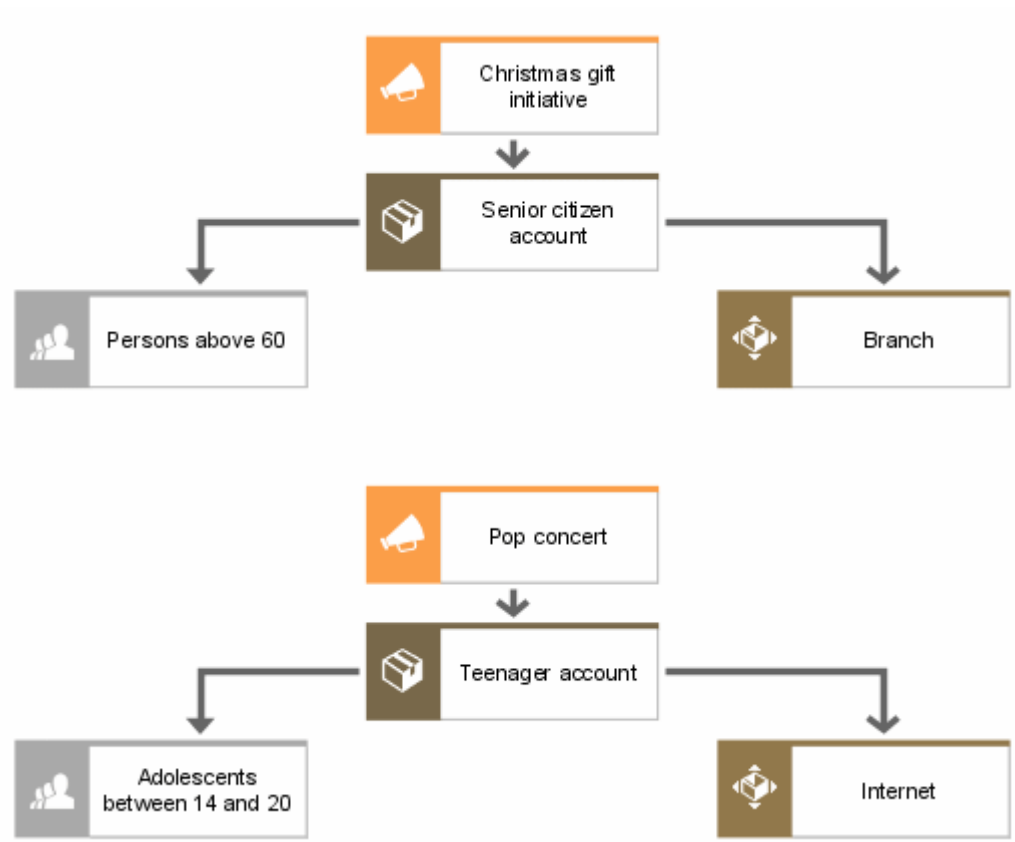 Christmas gift
initiative
Senior citizen
account
Persons above 60
Branch
Pop concert
Teenager account
Adolescents
between 14 and 20
Internet